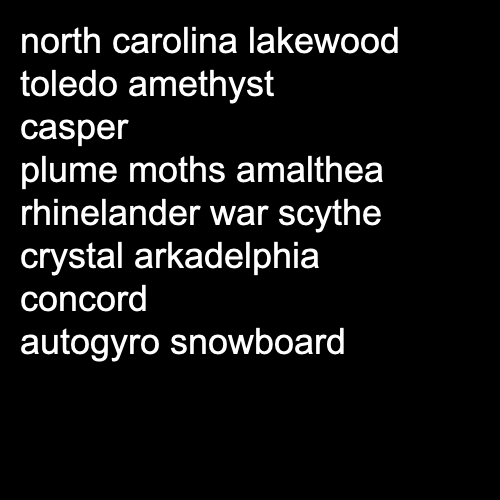 north carolina lakewood
toledo amethyst
casper
plume moths amalthea
rhinelander war scythe
crystal arkadelphia
concord
autogyro snowboard